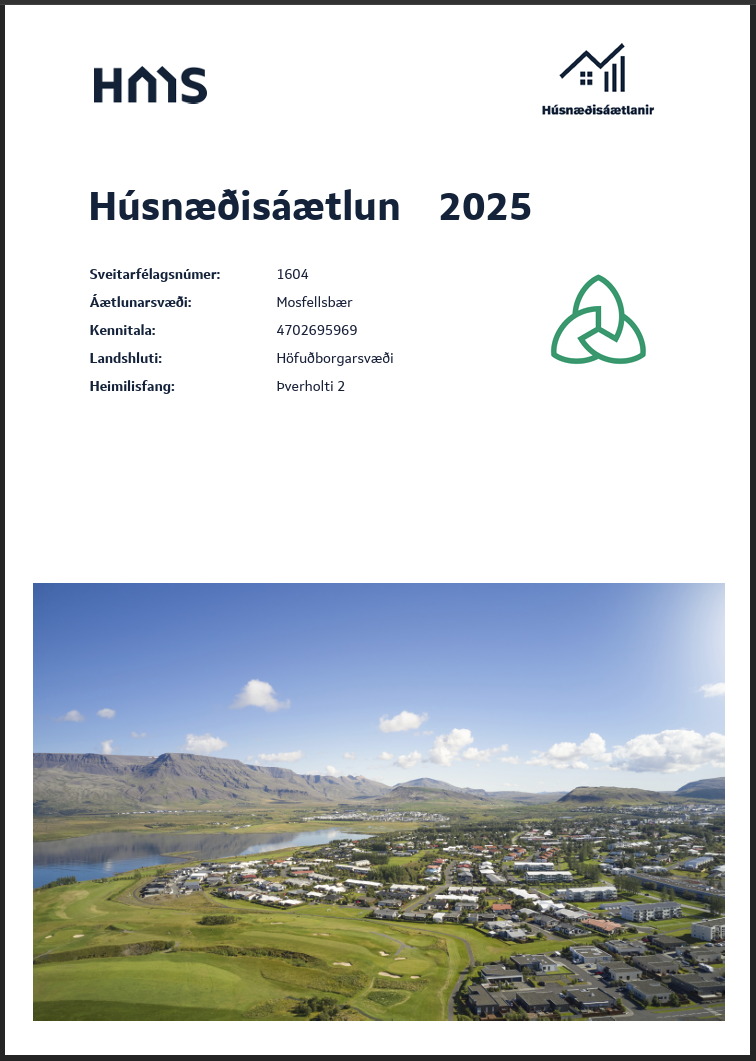 HMS
Húsnæðisáætlanir
Húsnæðisáætlun 2025
Sveitarfélagsnúmer: 1604
Áætlunarsvæði: Mosfellsbær
Kennitala: 4702695969
Landshluti: Höfuðborgarsvæði
Heimilisfang: Þverholti 2